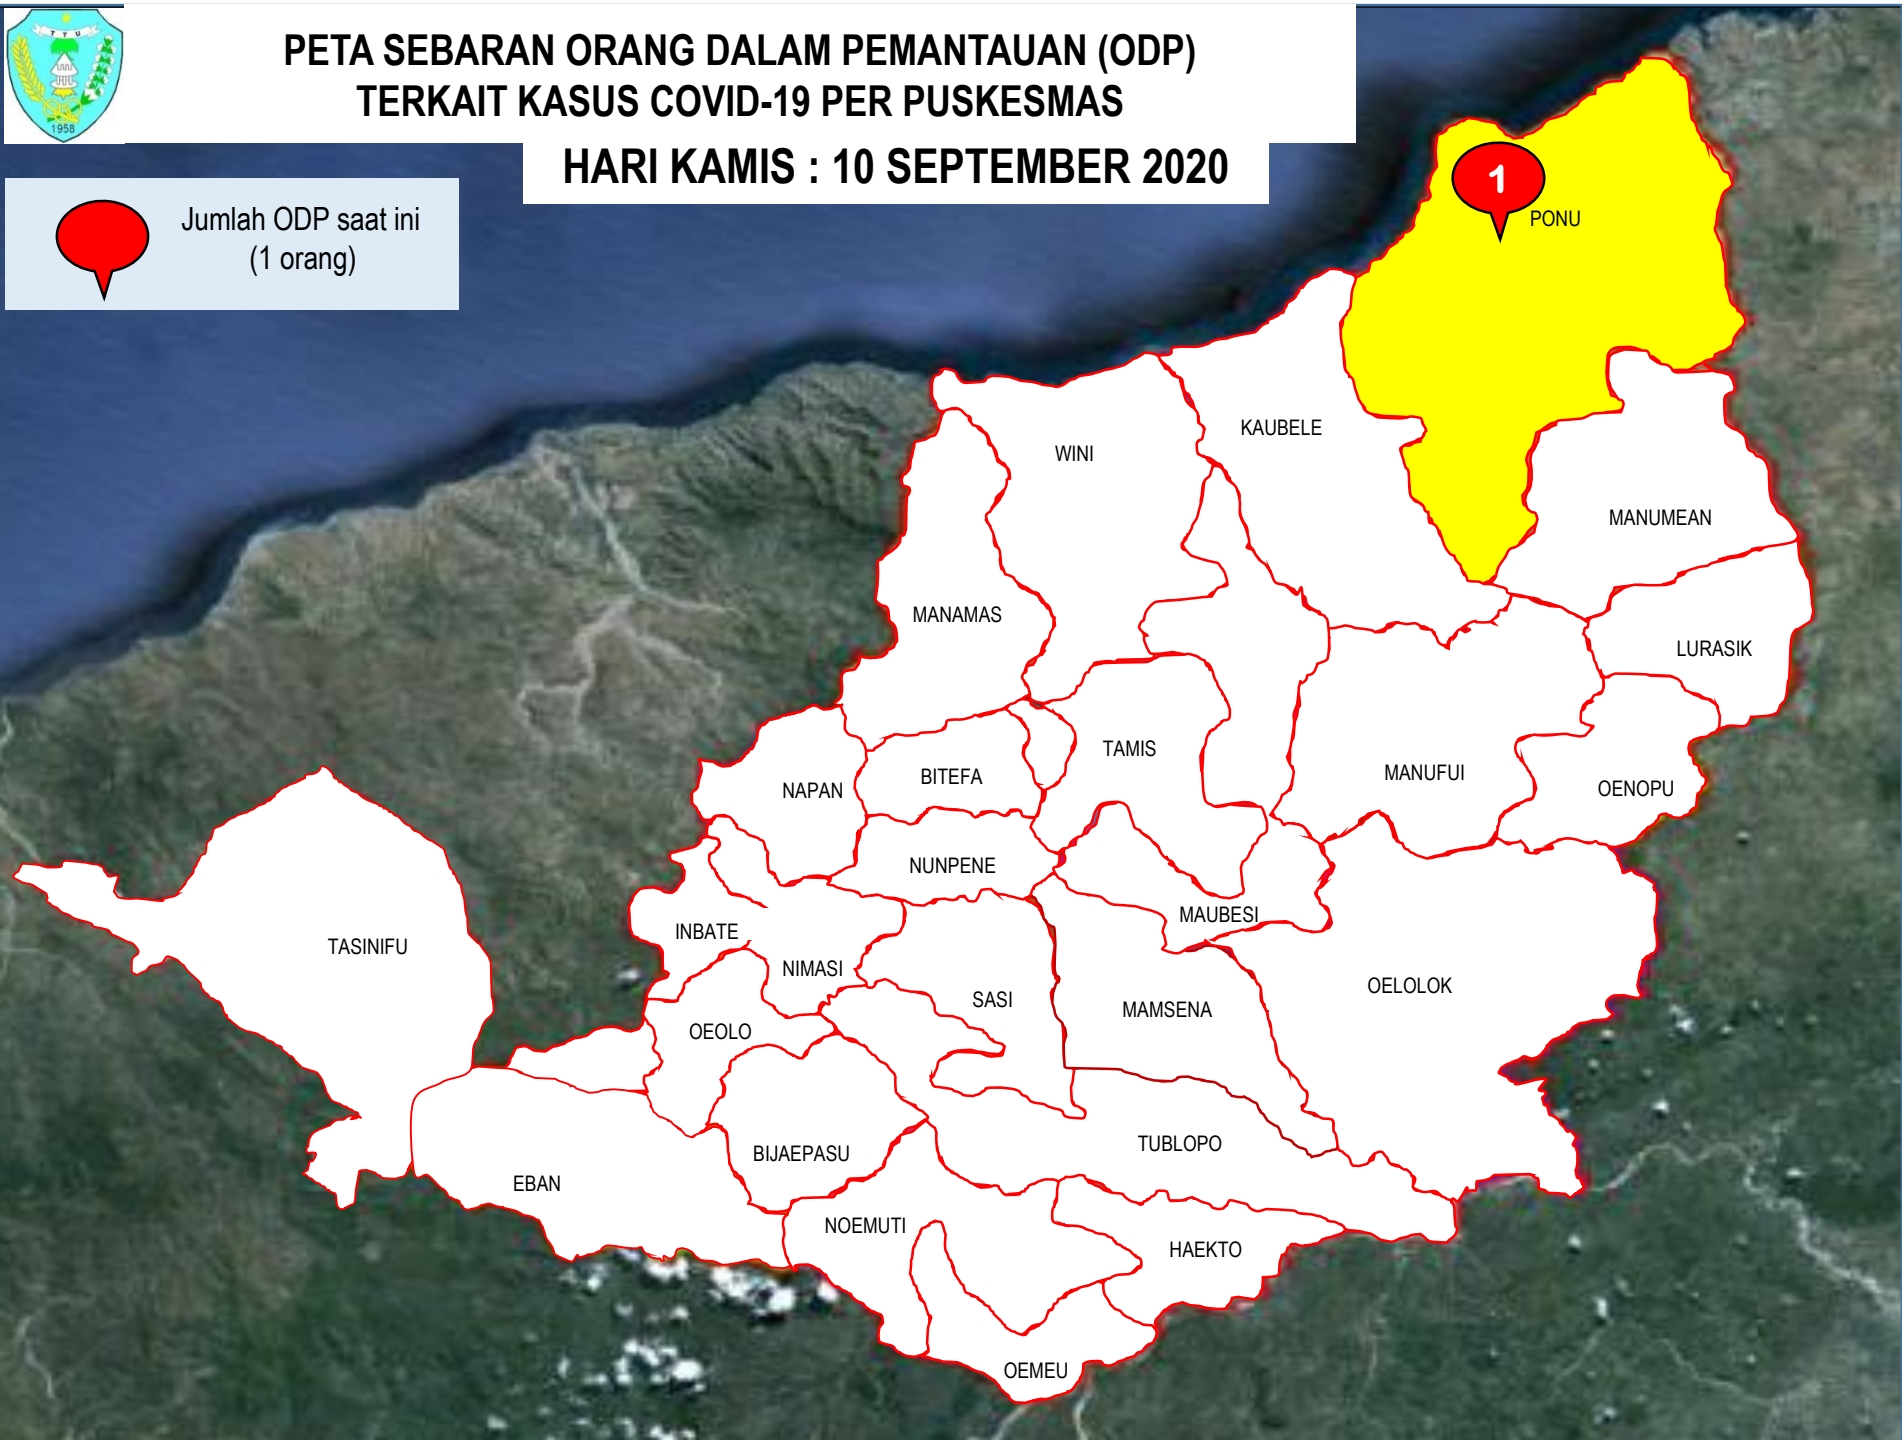 T T U
1958
PETA SEBARAN ORANG DALAM PEMANTAUAN (ODP)
TERKAIT KASUS COVID-19 PER PUSKESMAS
HARI KAMIS : 10 SEPTEMBER 2020
Jumlah ODP saat ini
(1 orang)
1
PONU
KAUBELE
WINI
MANUMEAN
MANAMAS
LURASIK
TAMIS
MANUFUI
BITEFA
NAPAN
OENOPU
NUNPENE
MAUBESI
INBATE
TASINIFU
NIMASI
OELOLOK
SASI
MAMSENA
OEOLO
TUBLOPO
BIJAEPASU
EBAN
NOEMUTI
HAEKTO
OEMEU